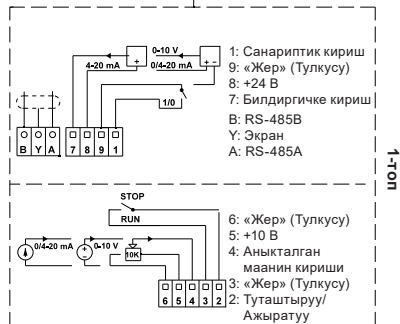 4-20 mA
0-10 V
0/4-20 mA
+
+ -
1/0
B Y A
7 8 9 1
1: Санариптик кириш
9: «Жер» (Тулкусу)
8: +24 В
7: Билдиргичке кириш
B: RS-485B
Y: Экран
A: RS-485A
1-топ
STOP
RUN
0/4-20 mA
+
-
0-10 V
10K
6 5 4 3 2
6: «Жер» (Тулкусу)
5: +10 В
4: Аныкталган
маанин кириши
3: «Жер» (Тулкусу)
2: Туташтыруу/
Ажыратуу